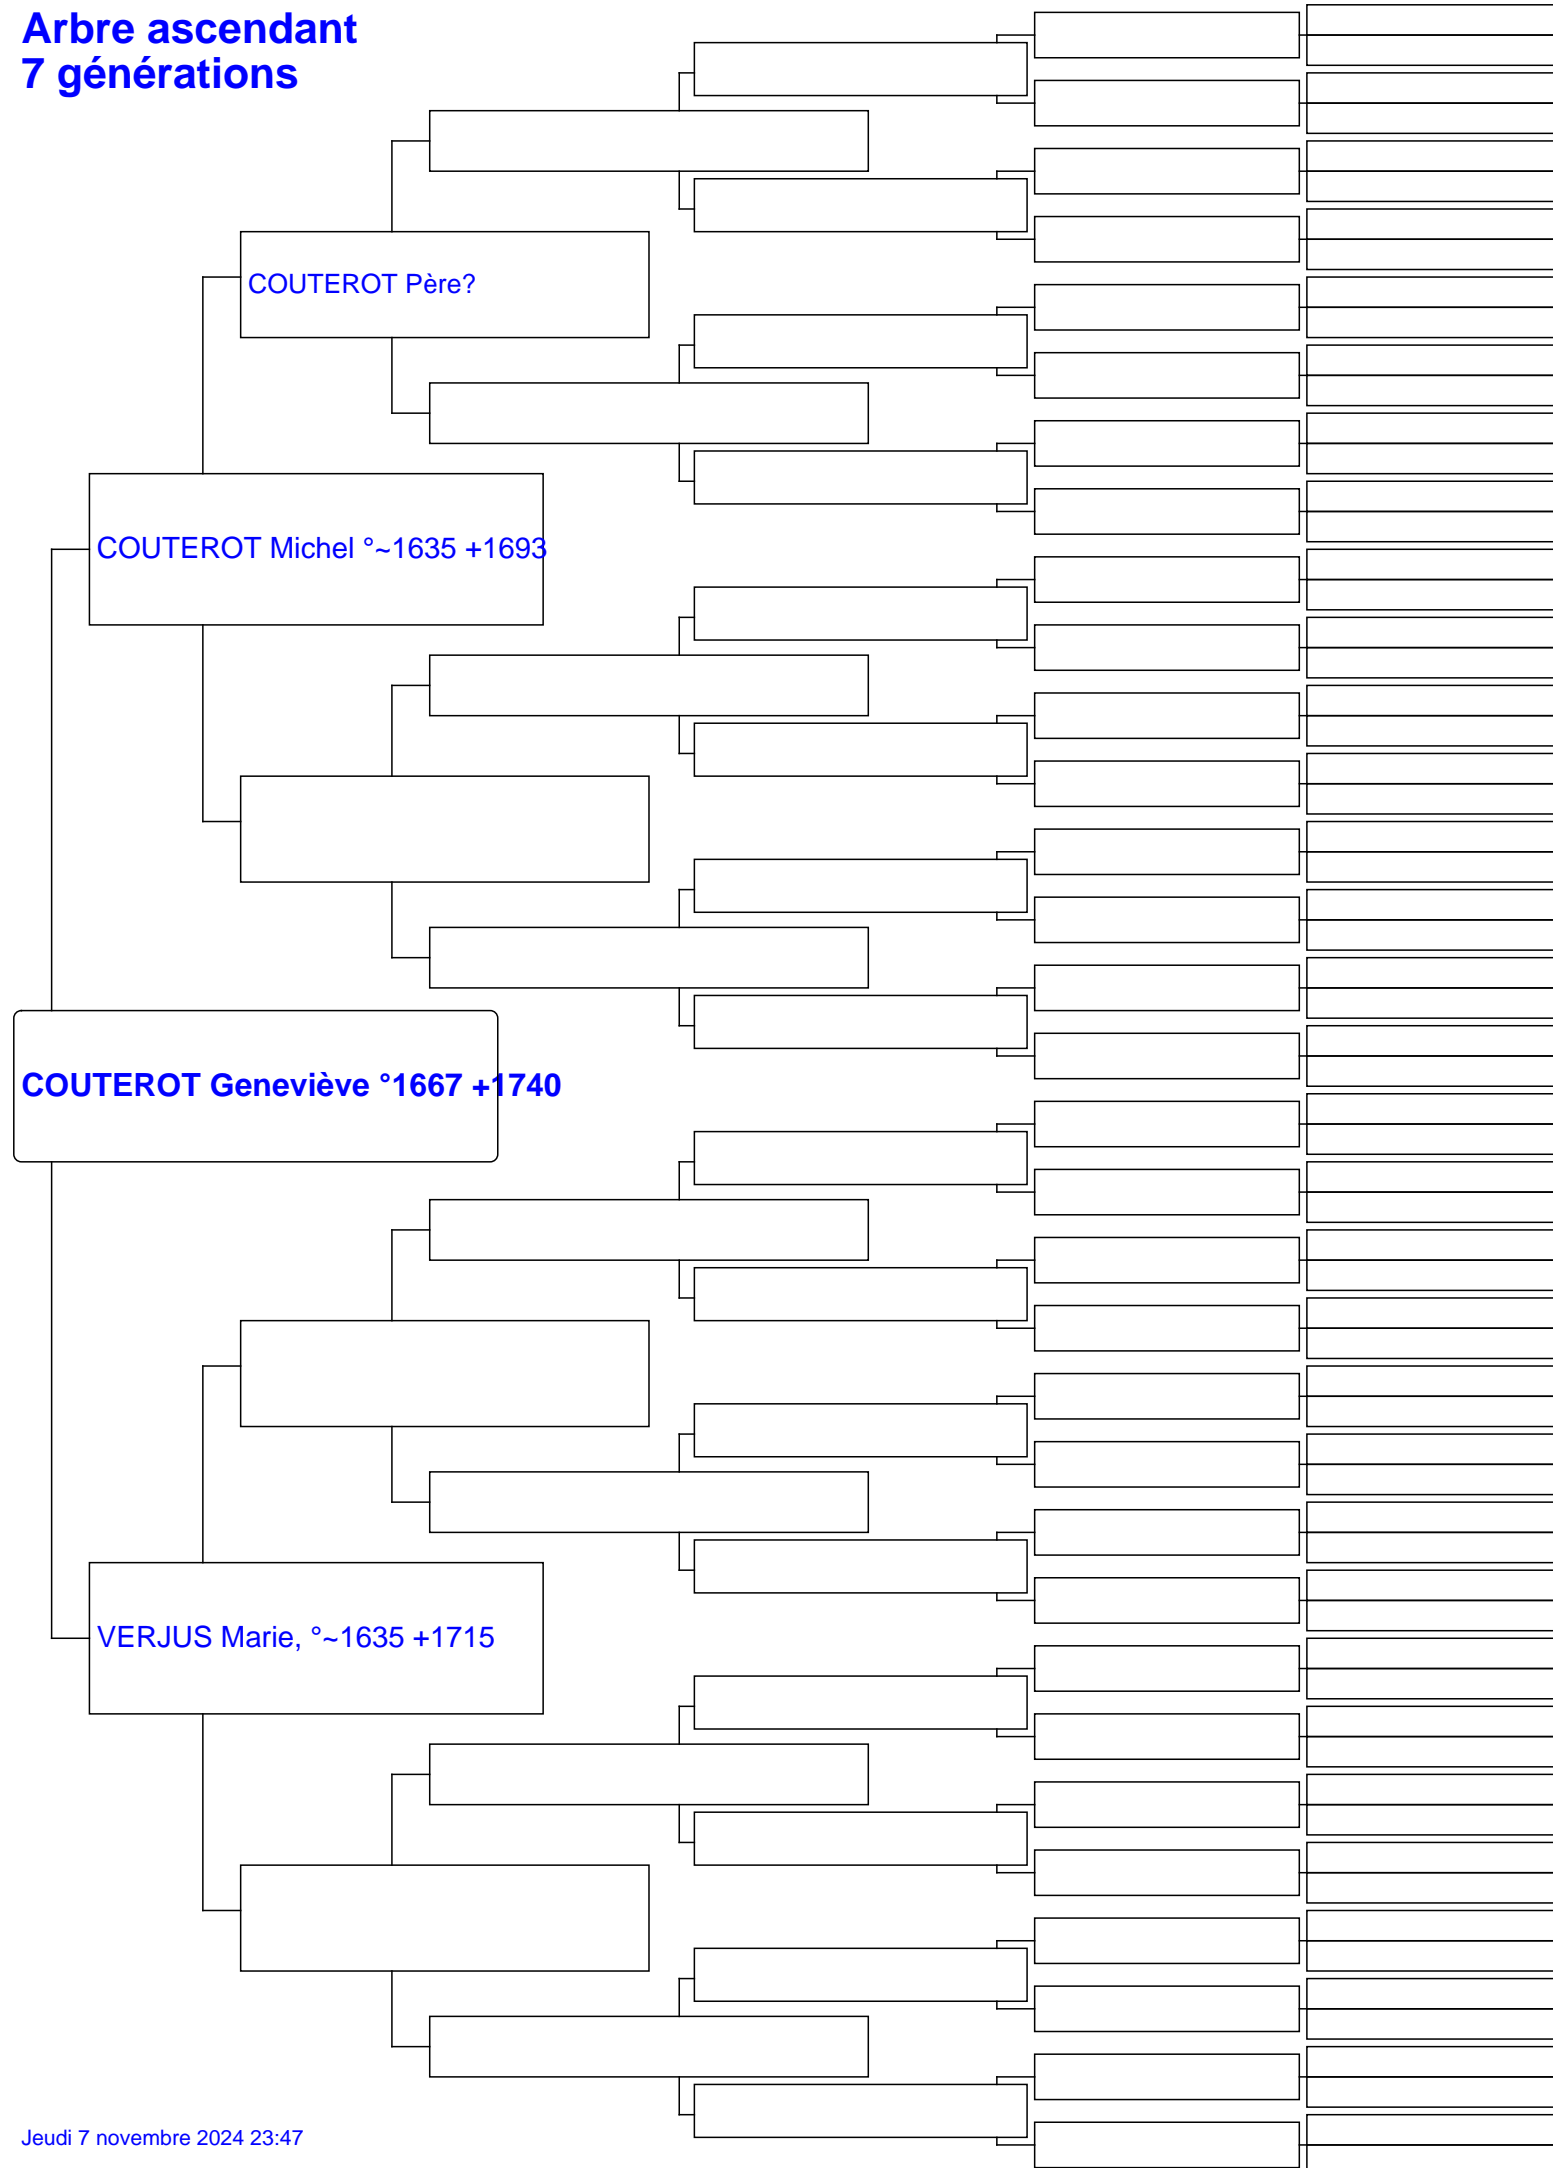 Arbre ascendant
7 générations
COUTEROT Père?
COUTEROT Michel °~1635 +1693
COUTEROT Geneviève °1667 +1740
VERJUS Marie, °~1635 +1715
Jeudi 7 novembre 2024 23:47